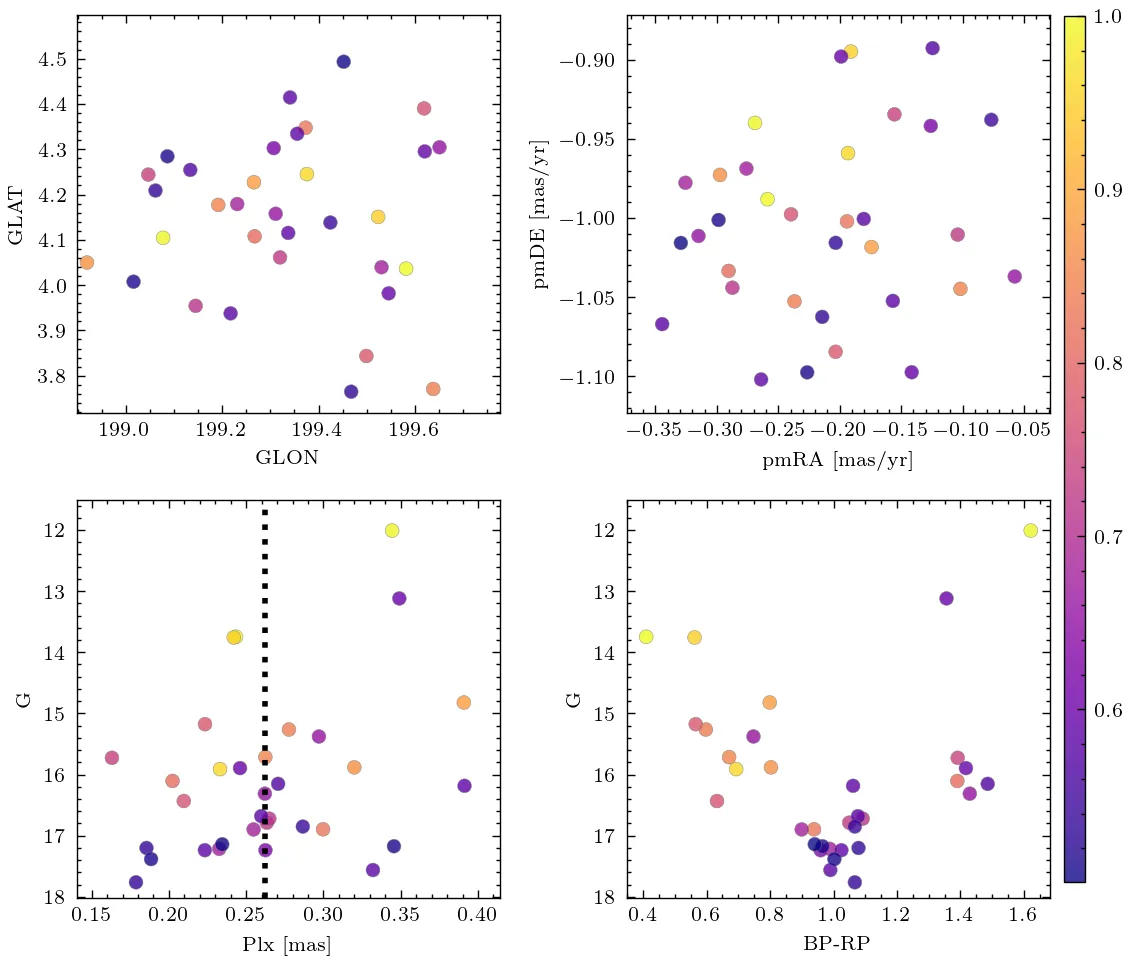 4.5
4.4
4.3
4.2
4.1
4.0
3.9
3.8
GLAT
199.0 199.2 199.4 199.6
GLON
−0.90
−0.95
−1.00
−1.05
−1.10
pmDE [mas/yr]
−0.35 −0.30 −0.25 −0.20 −0.15 −0.10 −0.05
pmRA [mas/yr]
1.0
0.9
0.8
0.7
0.6
12
13
14
15
16
17
18
G
0.15 0.20 0.25 0.30 0.35 0.40
Plx [mas]
12
13
14
15
16
17
18
G
0.4 0.6 0.8 1.0 1.2 1.4 1.6
BP-RP